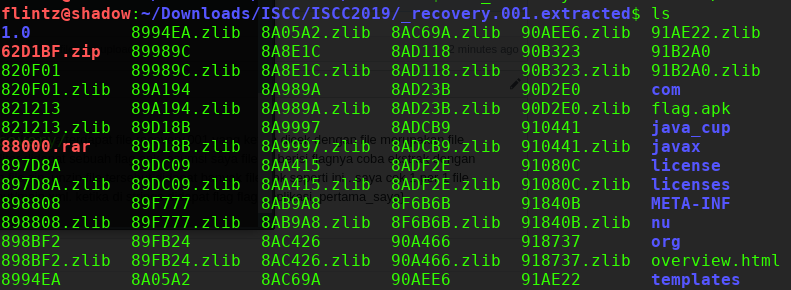 flintz@shadow:~/Downloads/ISCC/ISCC2019/_recovery.001.extracted$ ls
1.0 8994EA.zlib 8A05A2.zlib 8AC69A.zlib 90AEE6.zlib 91AE22.zlib
62D1BF.zip 89989C 8A8E1C 8AD118 90B323 91B2A0
820F01 89989C.zlib 8A8E1C.zlib 8AD118.zlib 90B323.zlib 91B2A0.zlib
820F01.zlib 89A194 8A989A 8AD23B 90D2E0 com
821213 89A194.zlib 8A989A.zlib 8AD23B.zlib 90D2E0.zlib flag.apk
821213.zlib 89D18B 8A9997 8ADCB9 910441 java_cup
88000.rar 89D18B.zlib 8A9997.zlib 8ADCB9.zlib 910441.zlib javax
897D8A 89DC09 8AA415 8ADF2E 91080C license
897D8A.zlib 89DC09.zlib 8AA415.zlib 8ADF2E.zlib 91080C.zlib licenses
898808 89F777 8AB9A8 8F6B6B 91840B META-INF
898808.zlib 89F777.zlib 8AB9A8.zlib 8F6B6B.zlib 91840B.zlib nu
898BF2 89FB24 8AC426 90A466 918737 org
898BF2.zlib 89FB24.zlib 8AC426.zlib 90A466.zlib 918737.zlib overview.html
8994EA 8A05A2 8AC69A 90AEE6 91AE22 templates